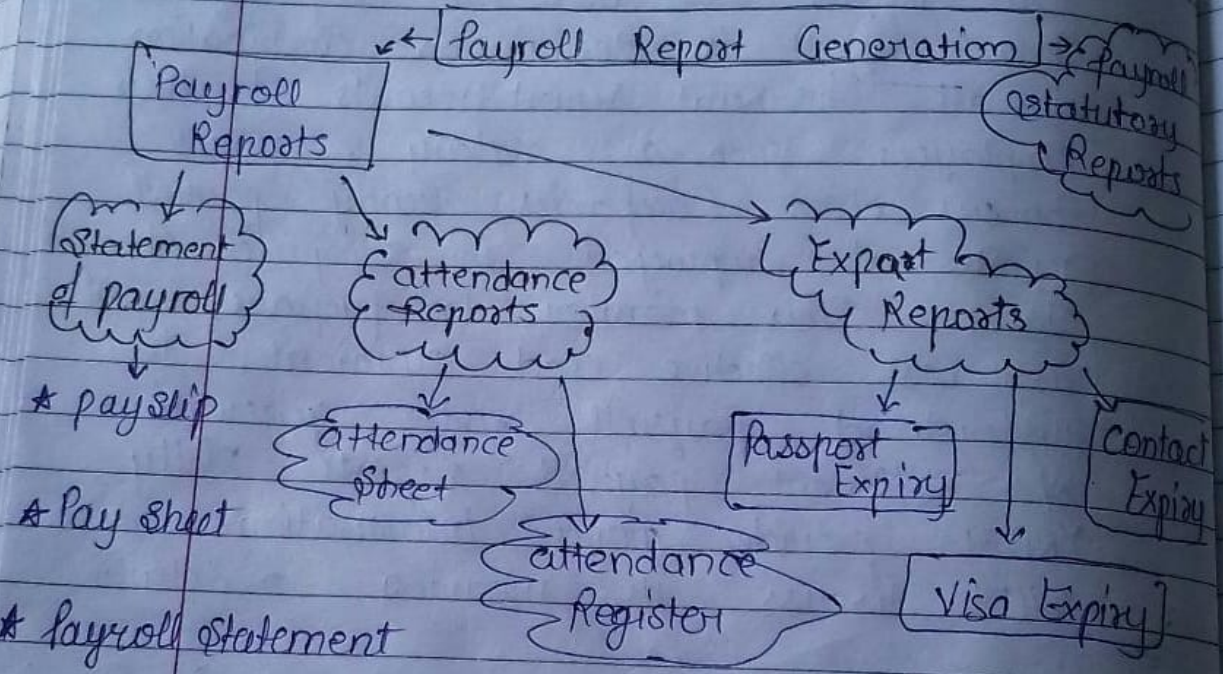 Payroll Report Generation
Payroll
Reports
Payroll
Statutory
Reports
Statement
of payroll
attendance
Reports
Expart
Reports
* payslip
* Pay Sheet
* Payroll Statement
attendance
Sheet
attendance
Register
Passport
Expiry
Visa Expiry
Contact
Expiry